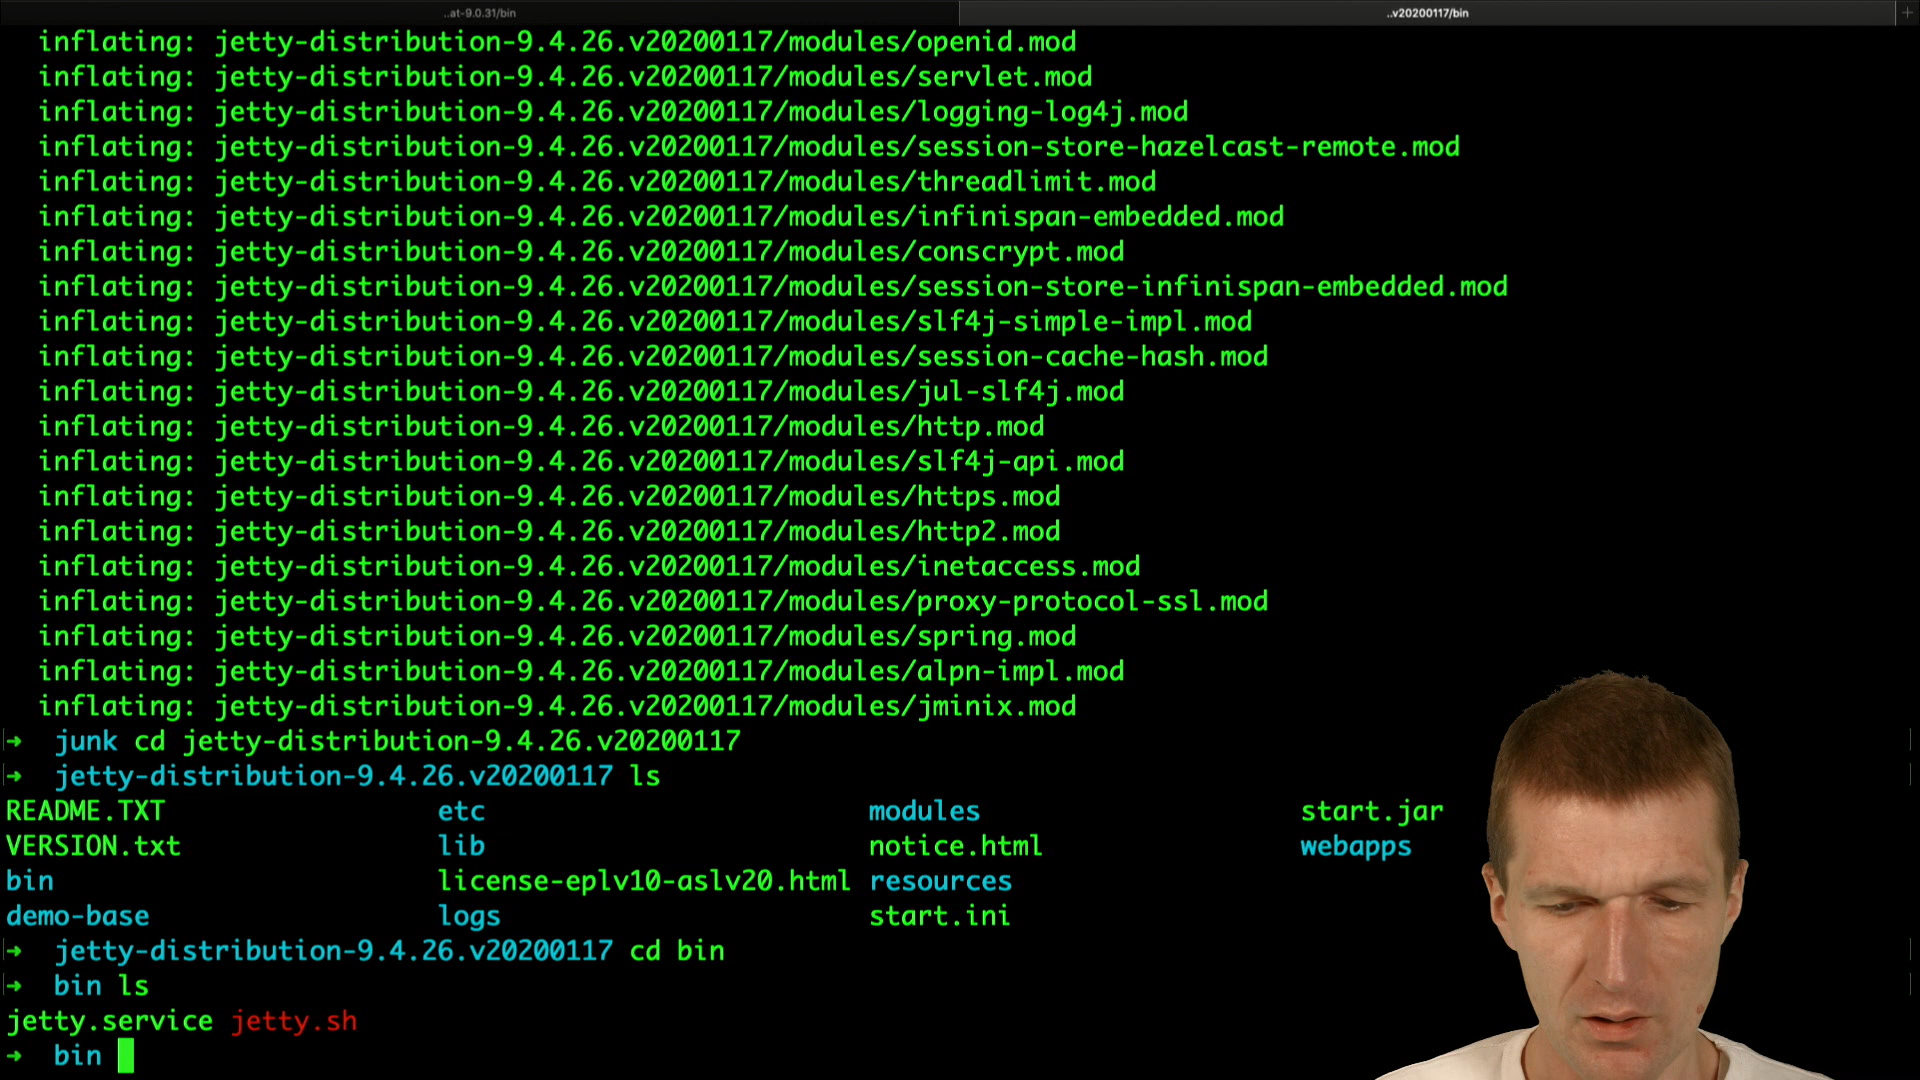 ..at-9.0.31/bin ..v20200117/bin +
inflating: jetty-distribution-9.4.26.v20200117/modules/openid.mod
inflating: jetty-distribution-9.4.26.v20200117/modules/servlet.mod
inflating: jetty-distribution-9.4.26.v20200117/modules/logging-log4j.mod
inflating: jetty-distribution-9.4.26.v20200117/modules/session-store-hazelcast-remote.mod
inflating: jetty-distribution-9.4.26.v20200117/modules/threadlimit.mod
inflating: jetty-distribution-9.4.26.v20200117/modules/infinispan-embedded.mod
inflating: jetty-distribution-9.4.26.v20200117/modules/conscrypt.mod
inflating: jetty-distribution-9.4.26.v20200117/modules/session-store-infinispan-embedded.mod
inflating: jetty-distribution-9.4.26.v20200117/modules/slf4j-simple-impl.mod
inflating: jetty-distribution-9.4.26.v20200117/modules/session-cache-hash.mod
inflating: jetty-distribution-9.4.26.v20200117/modules/jul-slf4j.mod
inflating: jetty-distribution-9.4.26.v20200117/modules/http.mod
inflating: jetty-distribution-9.4.26.v20200117/modules/slf4j-api.mod
inflating: jetty-distribution-9.4.26.v20200117/modules/https.mod
inflating: jetty-distribution-9.4.26.v20200117/modules/http2.mod
inflating: jetty-distribution-9.4.26.v20200117/modules/inetaccess.mod
inflating: jetty-distribution-9.4.26.v20200117/modules/proxy-protocol-ssl.mod
inflating: jetty-distribution-9.4.26.v20200117/modules/spring.mod
inflating: jetty-distribution-9.4.26.v20200117/modules/alpn-impl.mod
inflating: jetty-distribution-9.4.26.v20200117/modules/jminix.mod
➜ junk cd jetty-distribution-9.4.26.v20200117
➜ jetty-distribution-9.4.26.v20200117 ls
README.TXT etc modules start.jar
VERSION.txt lib notice.html webapps
bin license-eplv10-aslv20.html resources
demo-base logs start.ini
➜ jetty-distribution-9.4.26.v20200117 cd bin
➜ bin ls
jetty.service jetty.sh
➜ bin